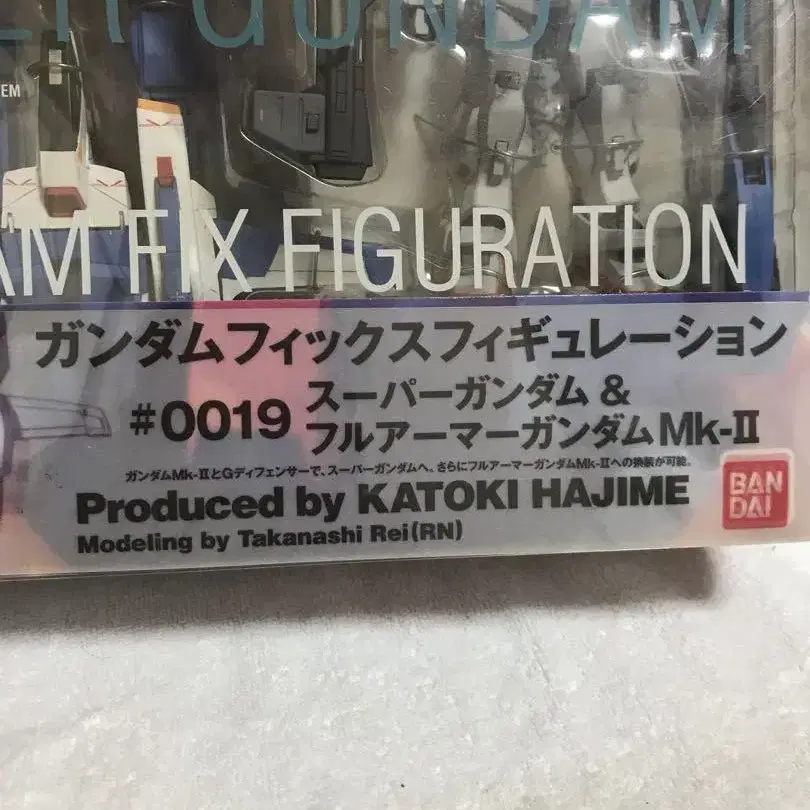 ER GUNDAM
EM
AM FIX FIGURATION
ガンダムフィックスフィギュレーション
#0019 スーパーガンダム &
フルアーマーガンダムMk-II
ガンダムMk-IIとGディフェンサーで、スーパーガンダムへ。さらにフルアーマーガンダムMk-IIへの換装が可能。
Produced by KATOKI HAJIME
Modeling by Takanashi Rei(RN)
BAN
DAI